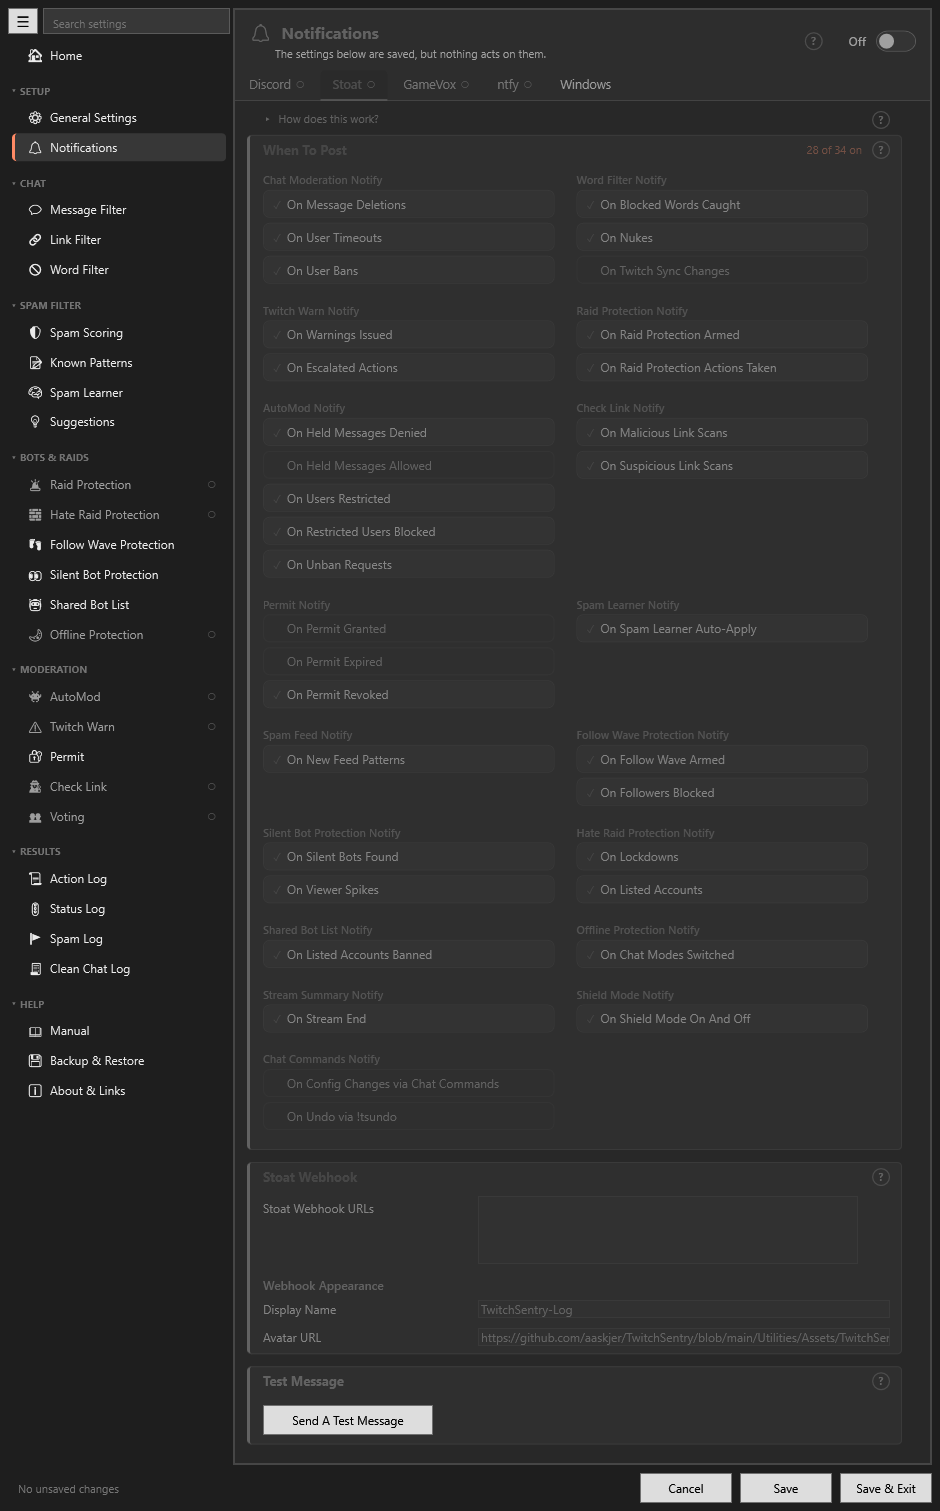 ☰ Search settings
Home
SETUP
General Settings
Notifications
CHAT
Message Filter
Link Filter
Word Filter
SPAM FILTER
Spam Scoring
Known Patterns
Spam Learner
Suggestions
BOTS & RAIDS
Raid Protection
Hate Raid Protection
Follow Wave Protection
Silent Bot Protection
Shared Bot List
Offline Protection
MODERATION
AutoMod
Twitch Warn
Permit
Check Link
Voting
RESULTS
Action Log
Status Log
Spam Log
Clean Chat Log
HELP
Manual
Backup & Restore
About & Links
Notifications
The settings below are saved, but nothing acts on them.
? Off
Discord Stoat GameVox ntfy Windows
How does this work? ?
When To Post 28 of 34 on ?
Chat Moderation Notify Word Filter Notify
✓ On Message Deletions ✓ On Blocked Words Caught
✓ On User Timeouts ✓ On Nukes
✓ On User Bans On Twitch Sync Changes
Twitch Warn Notify Raid Protection Notify
✓ On Warnings Issued ✓ On Raid Protection Armed
✓ On Escalated Actions ✓ On Raid Protection Actions Taken
AutoMod Notify Check Link Notify
✓ On Held Messages Denied ✓ On Malicious Link Scans
On Held Messages Allowed ✓ On Suspicious Link Scans
✓ On Users Restricted
✓ On Restricted Users Blocked
✓ On Unban Requests
Permit Notify Spam Learner Notify
On Permit Granted ✓ On Spam Learner Auto-Apply
On Permit Expired
✓ On Permit Revoked
Spam Feed Notify Follow Wave Protection Notify
✓ On New Feed Patterns ✓ On Follow Wave Armed
✓ On Followers Blocked
Silent Bot Protection Notify Hate Raid Protection Notify
✓ On Silent Bots Found ✓ On Lockdowns
✓ On Viewer Spikes ✓ On Listed Accounts
Shared Bot List Notify Offline Protection Notify
✓ On Listed Accounts Banned ✓ On Chat Modes Switched
Stream Summary Notify Shield Mode Notify
✓ On Stream End ✓ On Shield Mode On And Off
Chat Commands Notify
On Config Changes via Chat Commands
On Undo via !tsundo
Stoat Webhook ?
Stoat Webhook URLs
Webhook Appearance
Display Name TwitchSentry-Log
Avatar URL https://github.com/aaskjer/TwitchSentry/blob/main/Utilities/Assets/TwitchSer
Test Message ?
Send A Test Message
No unsaved changes Cancel Save Save & Exit